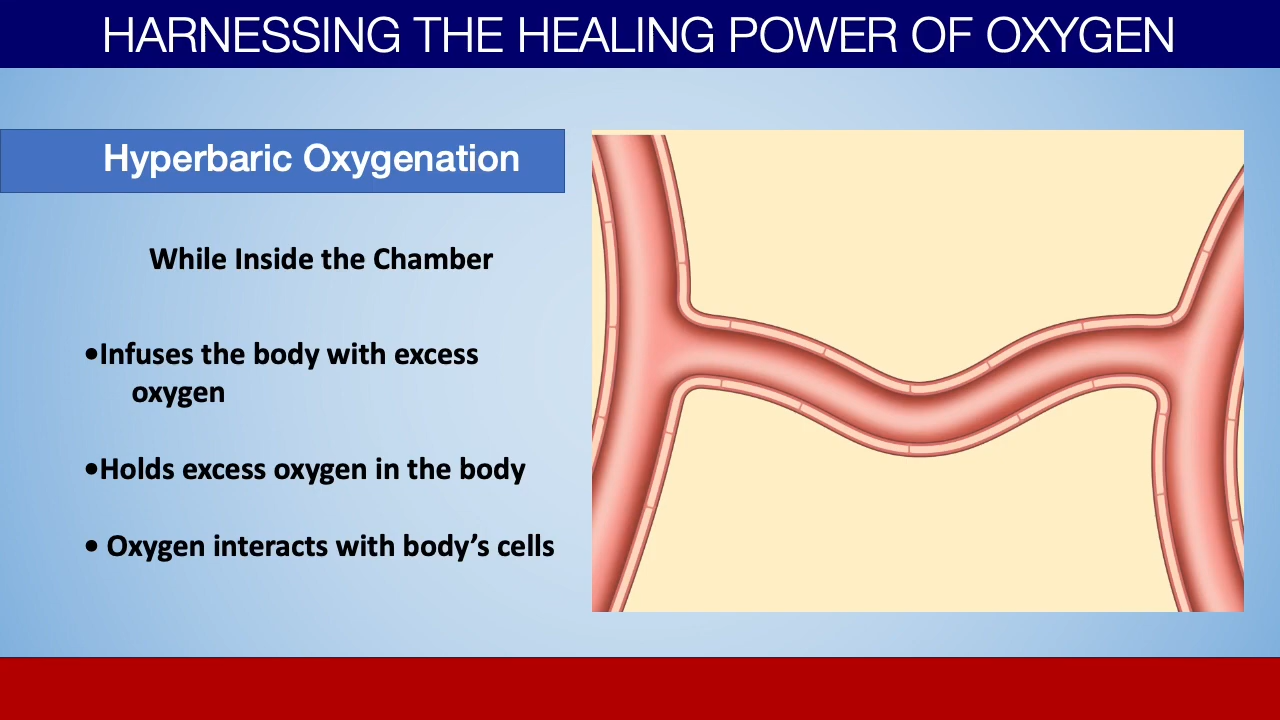 HARNESSING THE HEALING POWER OF OXYGEN
Hyperbaric Oxygenation
While Inside the Chamber
•Infuses the body with excess
oxygen
•Holds excess oxygen in the body
• Oxygen interacts with body’s cells